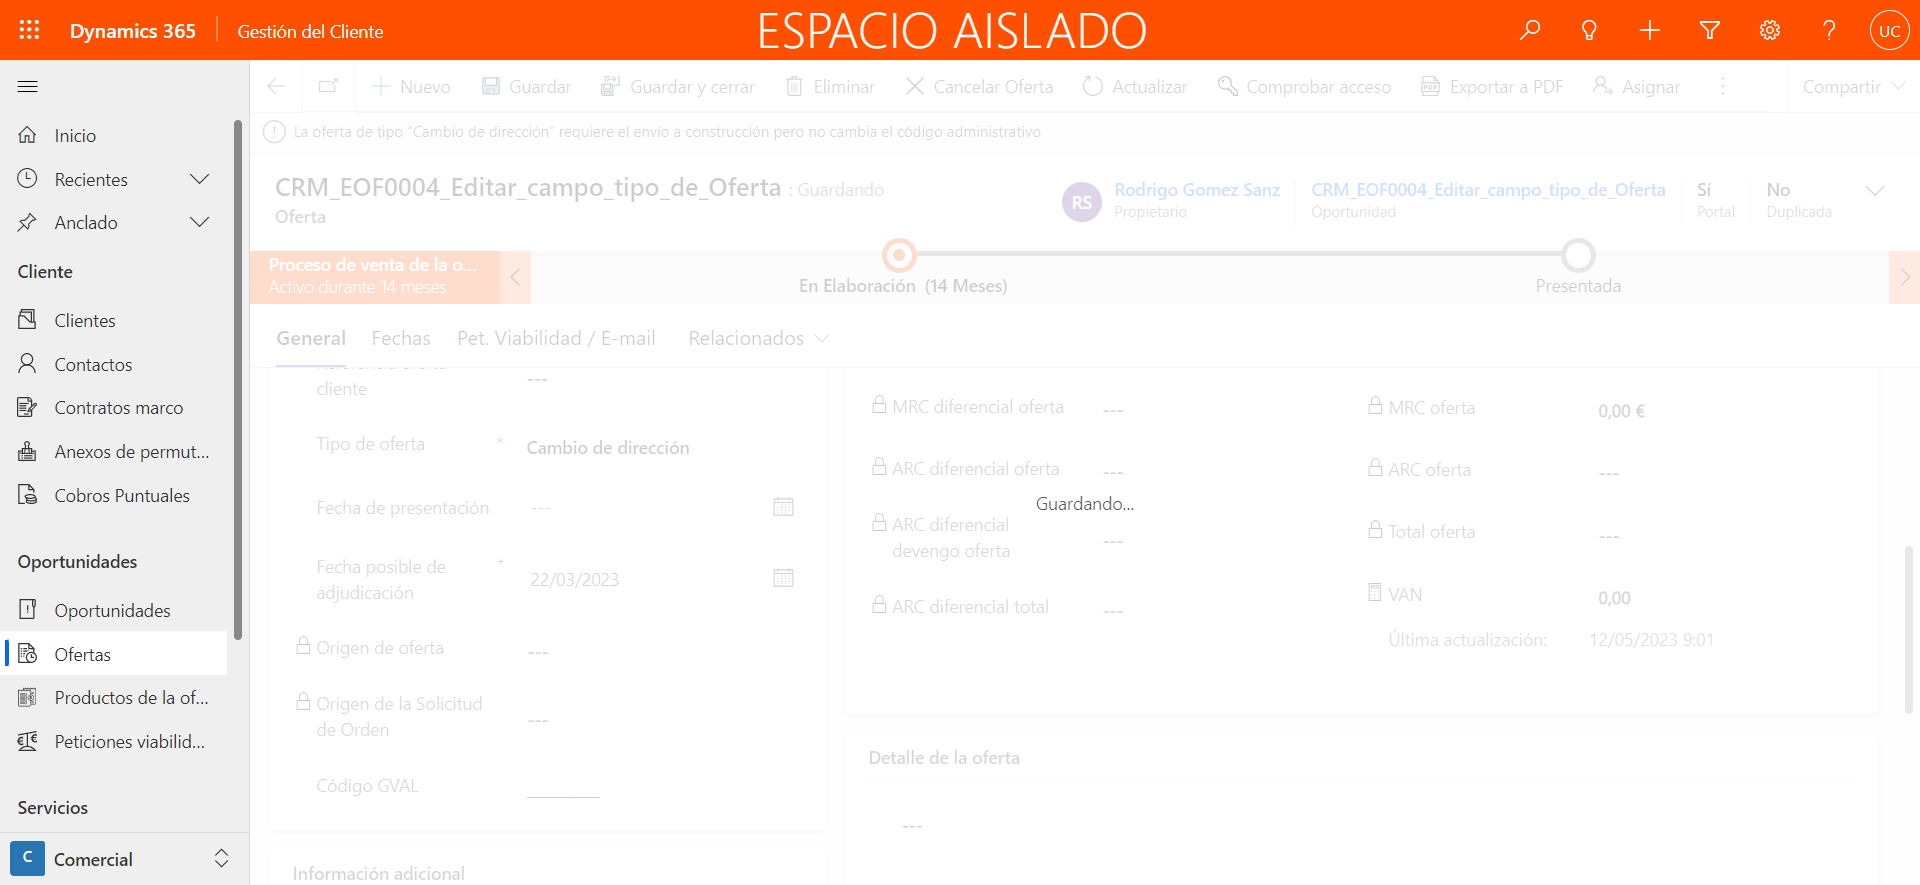 Dynamics 365
Gestión del Cliente
ESPACIO AISLADO
UC
Inicio
Recientes
Anclado
Cliente
Clientes
Contactos
Contratos marco
Anexos de permut...
Cobros Puntuales
Oportunidades
Oportunidades
Ofertas
Productos de la of...
Peticiones viabilid...
Servicios
C
Comercial
Nuevo
Guardar
Guardar y cerrar
Eliminar
Cancelar Oferta
Actualizar
Comprobar acceso
Exportar a PDF
Asignar
Compartir
La oferta de tipo "Cambio de dirección" requiere el envío a construcción pero no cambia el código administrativo
CRM_EOF0004_Editar_campo_tipo_de_Oferta : Guardando
Oferta
RS
Rodrigo Gomez Sanz
Propietario
CRM_EOF0004_Editar_campo_tipo_de_Oferta
Oportunidad
Sí
Portal
No
Duplicada
Proceso de venta de la o...
Activo durante 14 meses
En Elaboración (14 Meses)
Presentada
General
Fechas
Pet. Viabilidad / E-mail
Relacionados
cliente
---
Tipo de oferta
*
Cambio de dirección
Fecha de presentación
---
Fecha posible de
adjudicación
+
22/03/2023
Origen de oferta
---
Origen de la Solicitud
de Orden
---
Código GVAL
Información adicional
MRC diferencial oferta
---
ARC diferencial oferta
---
Guardando...
ARC diferencial
devengo oferta
---
ARC diferencial total
---
MRC oferta
0,00 €
ARC oferta
---
Total oferta
---
VAN
0,00
Última actualización:
12/05/2023 9:01
Detalle de la oferta
---